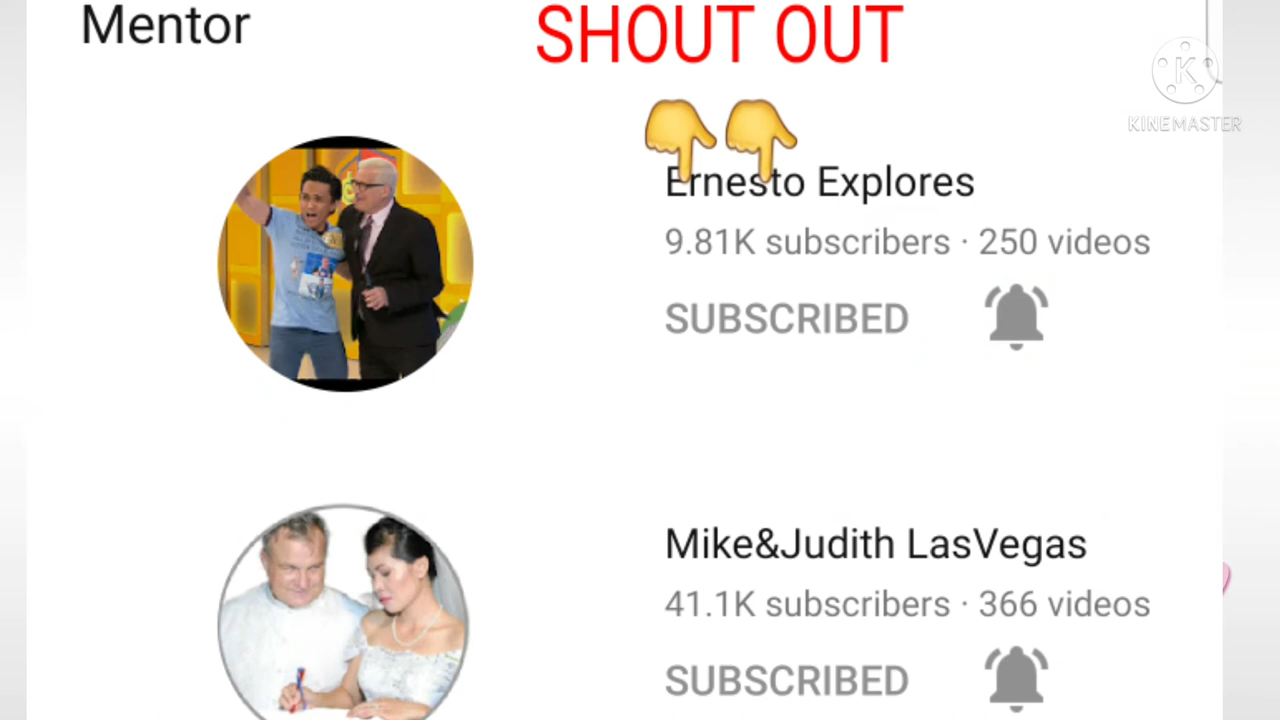 Mentor
SHOUT OUT
K
KINEMASTER
Ernesto Explores
9.81K subscribers · 250 videos
SUBSCRIBED
Mike&Judith LasVegas
41.1K subscribers · 366 videos
SUBSCRIBED